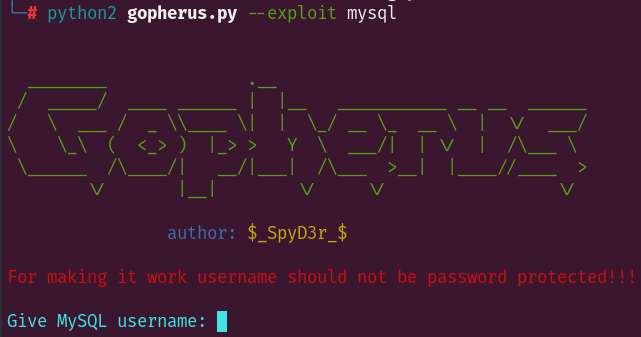 └─# python2 gopherus.py --exploit mysql
Gopherus
author: $_SpyD3r_$
For making it work username should not be password protected!!!
Give MySQL username: